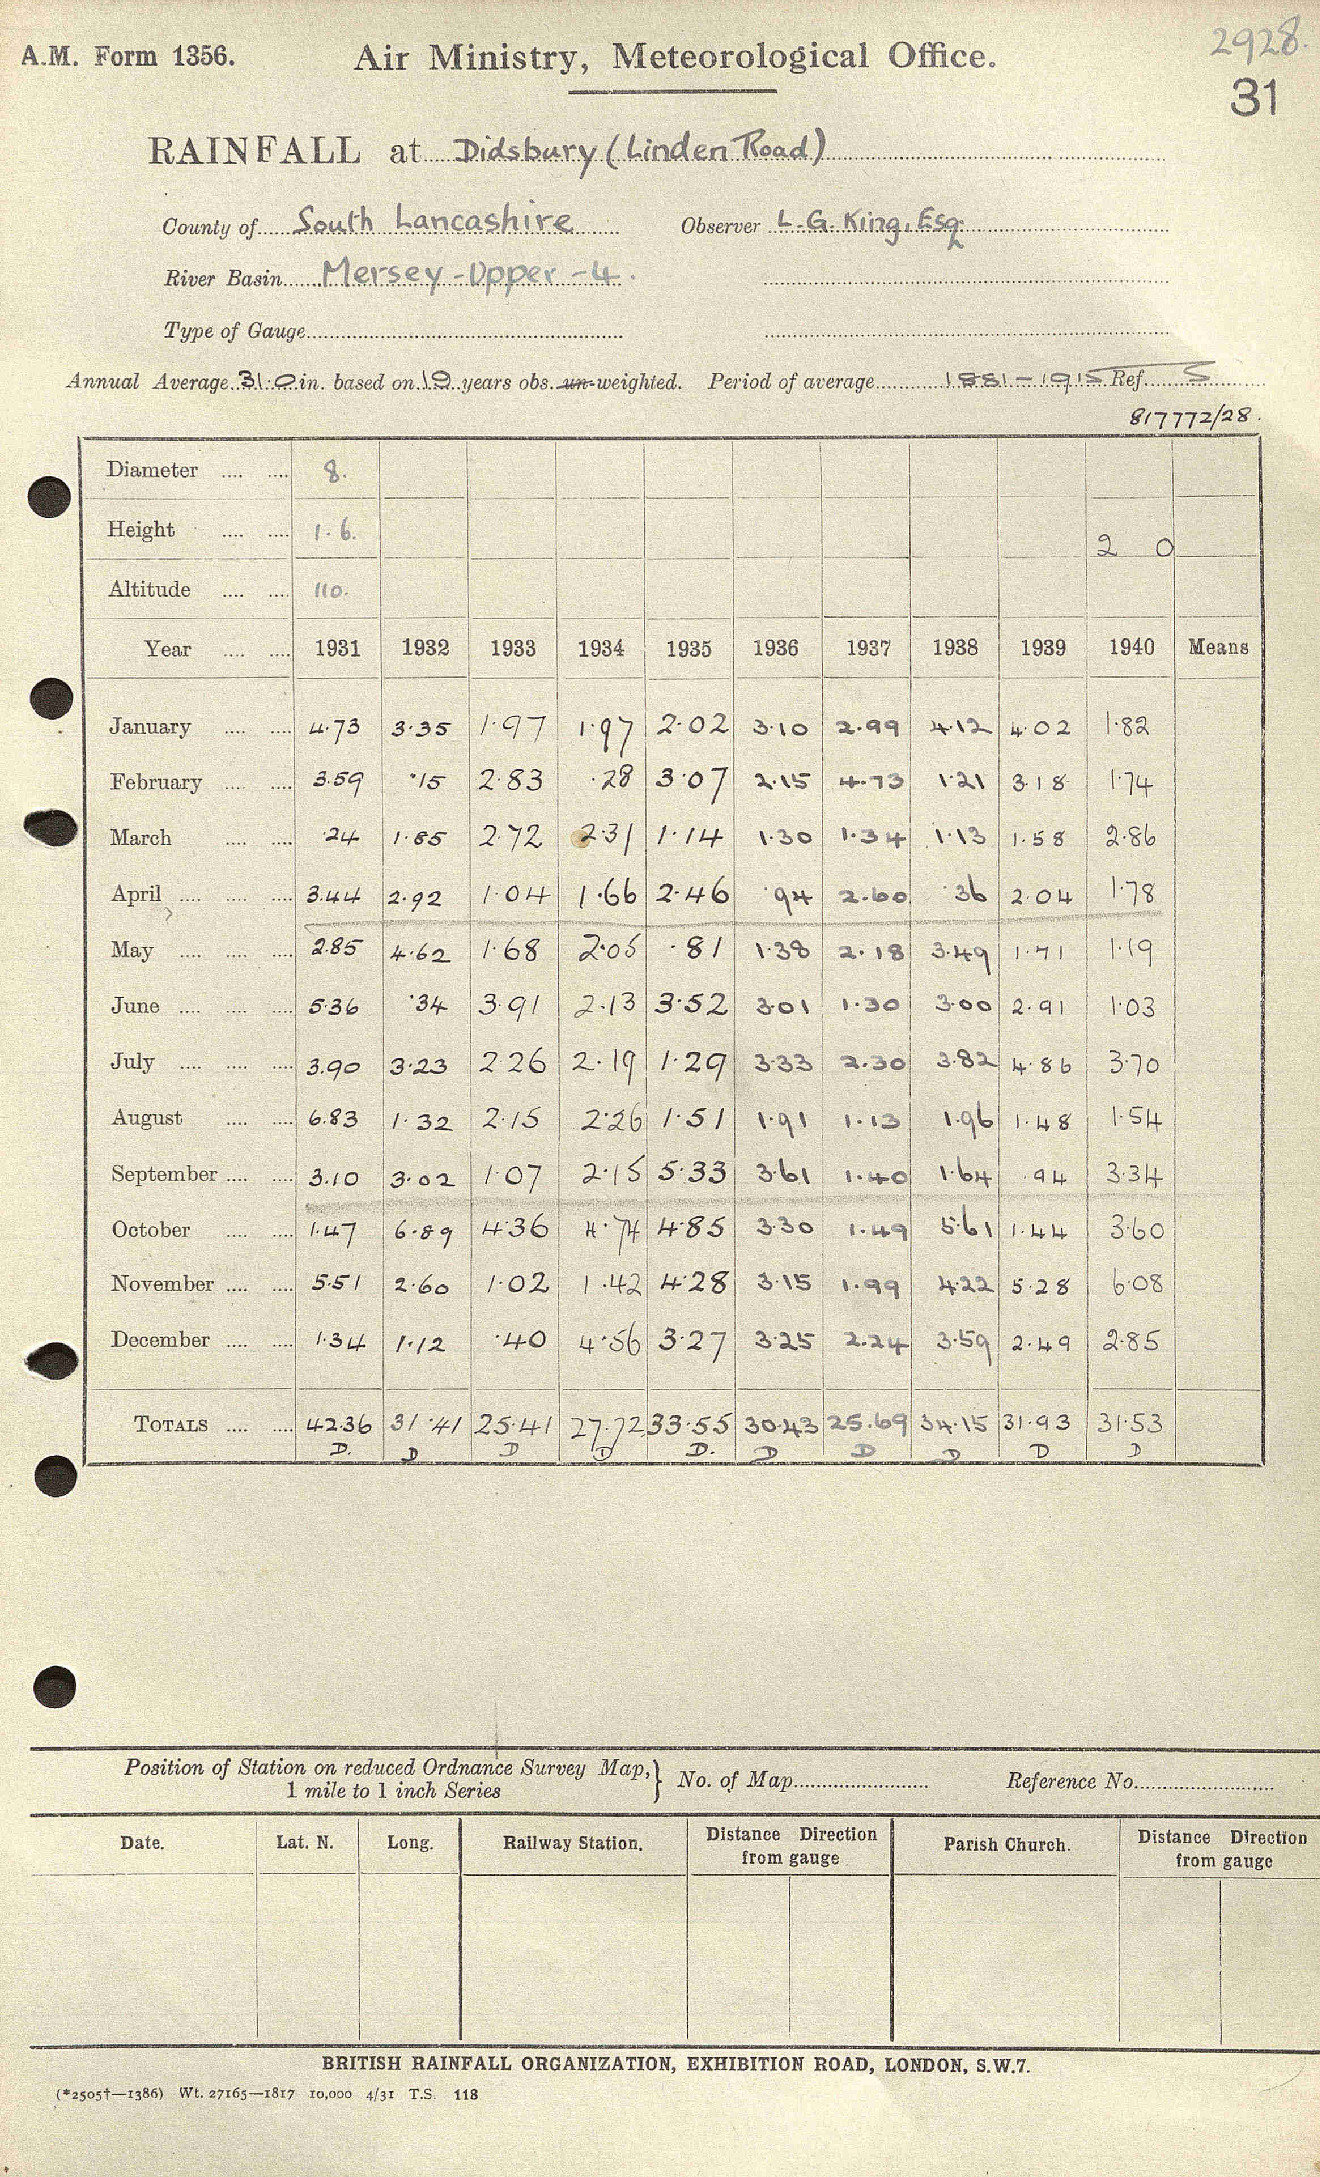 2928.
A.M. Form 1356. Air Ministry, Meteorological Office.
31
RAINFALL at Didsbury (Linden Road)
County of South Lancashire Observer L.G. King, Esq.
River Basin Mersey - Upper - 4.
Type of Gauge
Annual Average 31.0 in. based on 19 years obs. un-weighted. Period of average 1881-1915 Ref. S
817772/28.
Diameter 8.
Height 1.6. 2 0
Altitude 110.
Year 1931 1932 1933 1934 1935 1936 1937 1938 1939 1940 Means
January 4.73 3.35 1.97 1.97 2.02 3.10 2.99 4.12 4.02 1.82
February 3.59 .15 2.83 .28 3.07 2.15 4.73 1.21 3.18 1.74
March .24 1.85 2.72 2.31 1.14 1.30 1.34 1.13 1.58 2.86
April 3.44 2.92 1.04 1.66 2.46 .94 2.60 .36 2.04 1.78
May 2.85 4.62 1.68 2.05 .81 1.38 2.18 3.49 1.71 1.19
June 5.36 .34 3.91 2.13 3.52 3.01 1.30 3.00 2.91 1.03
July 3.90 3.23 2.26 2.19 1.29 3.33 2.30 3.82 4.86 3.70
August 6.83 1.32 2.15 2.26 1.51 1.91 1.13 1.96 1.48 1.54
September 3.10 3.02 1.07 2.15 5.33 3.61 1.40 1.64 .94 3.34
October 1.47 6.89 4.36 4.74 4.85 3.30 1.49 5.61 1.44 3.60
November 5.51 2.60 1.02 1.42 4.28 3.15 1.99 4.22 5.28 6.08
December 1.34 1.12 .40 4.56 3.27 3.25 2.24 3.59 2.49 2.85
TOTALS 42.36 31.41 25.41 27.72 33.55 30.43 25.69 34.15 31.93 31.53
D. D D D D. D D D D D
Position of Station on reduced Ordnance Survey Map, } No. of Map Reference No.
1 mile to 1 inch Series
Date. Lat. N. Long. Railway Station. Distance Direction from gauge Parish Church. Distance Direction from gauge
BRITISH RAINFALL ORGANIZATION, EXHIBITION ROAD, LONDON, S.W.7.
(*2505†—1386) Wt. 27165—1817 10,000 4/31 T.S. 118